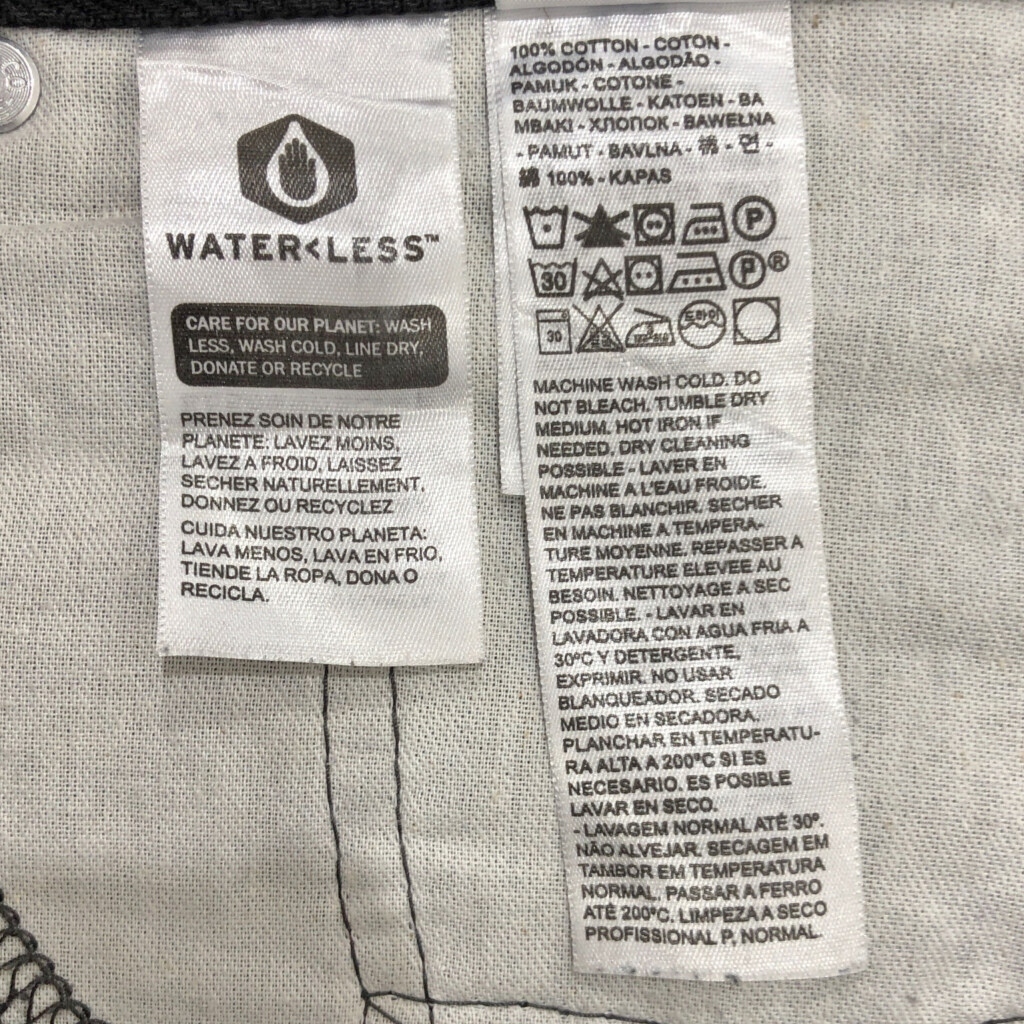 WATER<LESS™
CARE FOR OUR PLANET: WASH
LESS, WASH COLD, LINE DRY,
DONATE OR RECYCLE
PRENEZ SOIN DE NOTRE
PLANETE: LAVEZ MOINS,
LAVEZ A FROID, LAISSEZ
SECHER NATURELLEMENT,
DONNEZ OU RECYCLEZ
CUIDA NUESTRO PLANETA:
LAVA MENOS, LAVA EN FRIO,
TIENDE LA ROPA, DONA O
RECICLA.
100% COTTON - COTON -
ALGODÓN - ALGODÃO -
PAMUK - COTONE -
BAUMWOLLE - KATOEN - BA
MBAKI - ХЛОПОК - BAWEŁNA
- PAMUT - BAVLNA - 棉 - 면 -
綿 100% - KAPAS
P
30 P®
30 드라이
MACHINE WASH COLD. DO
NOT BLEACH. TUMBLE DRY
MEDIUM. HOT IRON IF
NEEDED. DRY CLEANING
POSSIBLE - LAVER EN
MACHINE A L'EAU FROIDE.
NE PAS BLANCHIR. SECHER
EN MACHINE A TEMPERA-
TURE MOYENNE. REPASSER A
TEMPERATURE ELEVEE AU
BESOIN. NETTOYAGE A SEC
POSSIBLE. - LAVAR EN
LAVADORA CON AGUA FRIA A
30ºC Y DETERGENTE,
EXPRIMIR. NO USAR
BLANQUEADOR. SECADO
MEDIO EN SECADORA.
PLANCHAR EN TEMPERATU-
RA ALTA A 200ºC SI ES
NECESARIO. ES POSIBLE
LAVAR EN SECO.
- LAVAGEM NORMAL ATÉ 30º.
NÃO ALVEJAR. SECAGEM EM
TAMBOR EM TEMPERATURA
NORMAL. PASSAR A FERRO
ATÉ 200ºC. LIMPEZA A SECO
PROFISSIONAL P, NORMAL.